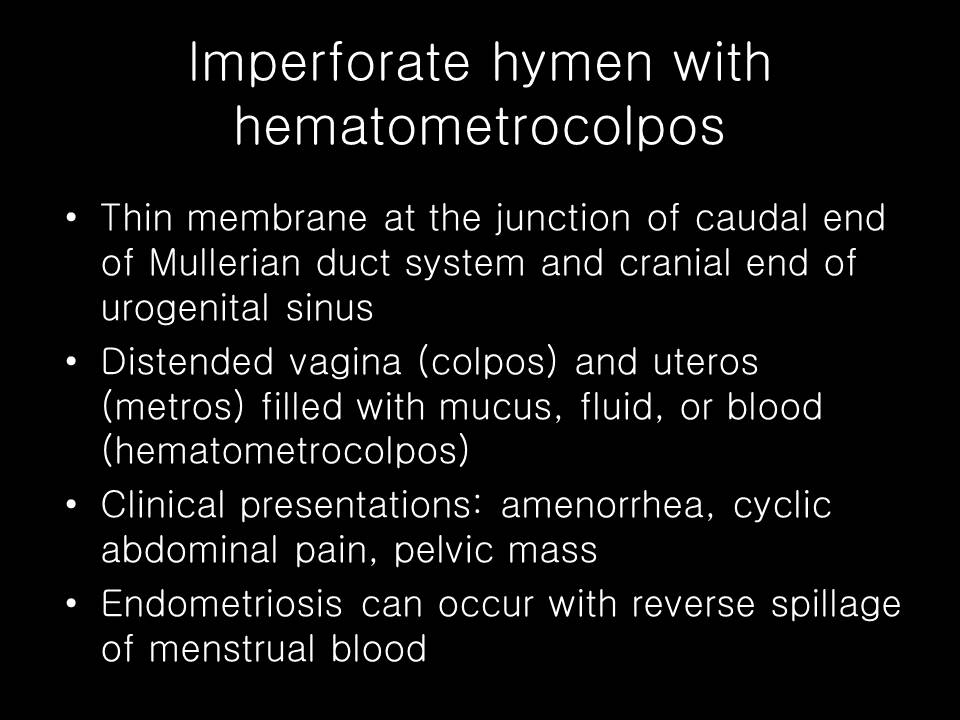 Imperforate hymen with
hematometrocolpos
• Thin membrane at the junction of caudal end
of Mullerian duct system and cranial end of
urogenital sinus
• Distended vagina (colpos) and uteros
(metros) filled with mucus, fluid, or blood
(hematometrocolpos)
• Clinical presentations: amenorrhea, cyclic
abdominal pain, pelvic mass
• Endometriosis can occur with reverse spillage
of menstrual blood